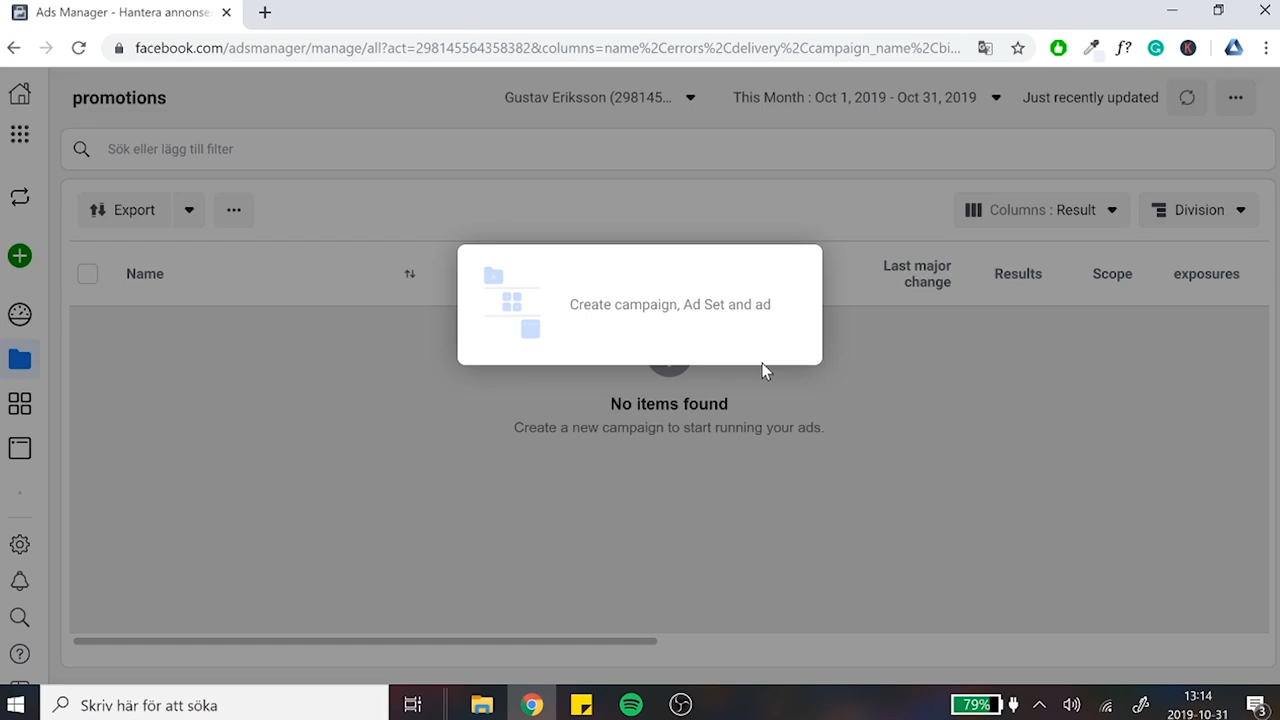 Ads Manager - Hantera annonser
facebook.com/adsmanager/manage/all?act=298145564358382&columns=name%2Cerrors%2Cdelivery%2Ccampaign_name%2Cbi...
f?
K
promotions
Gustav Eriksson (298145...
This Month : Oct 1, 2019 - Oct 31, 2019
Just recently updated
Sök eller lägg till filter
Export
Columns : Result
Division
Name
Last major change
Results
Scope
exposures
Create campaign, Ad Set and ad
No items found
Create a new campaign to start running your ads.
Skriv här för att söka
79%
13:14
2019-10-31
3